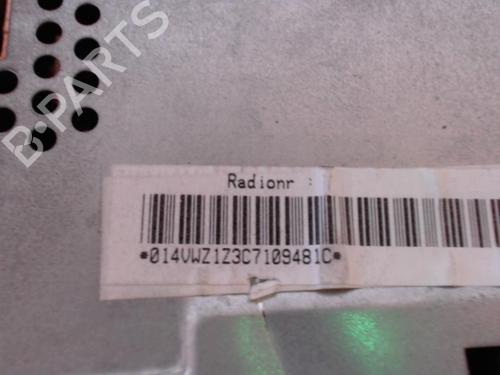 B-PARTS
Radionr :
*014VWZ1Z3C7109481C*